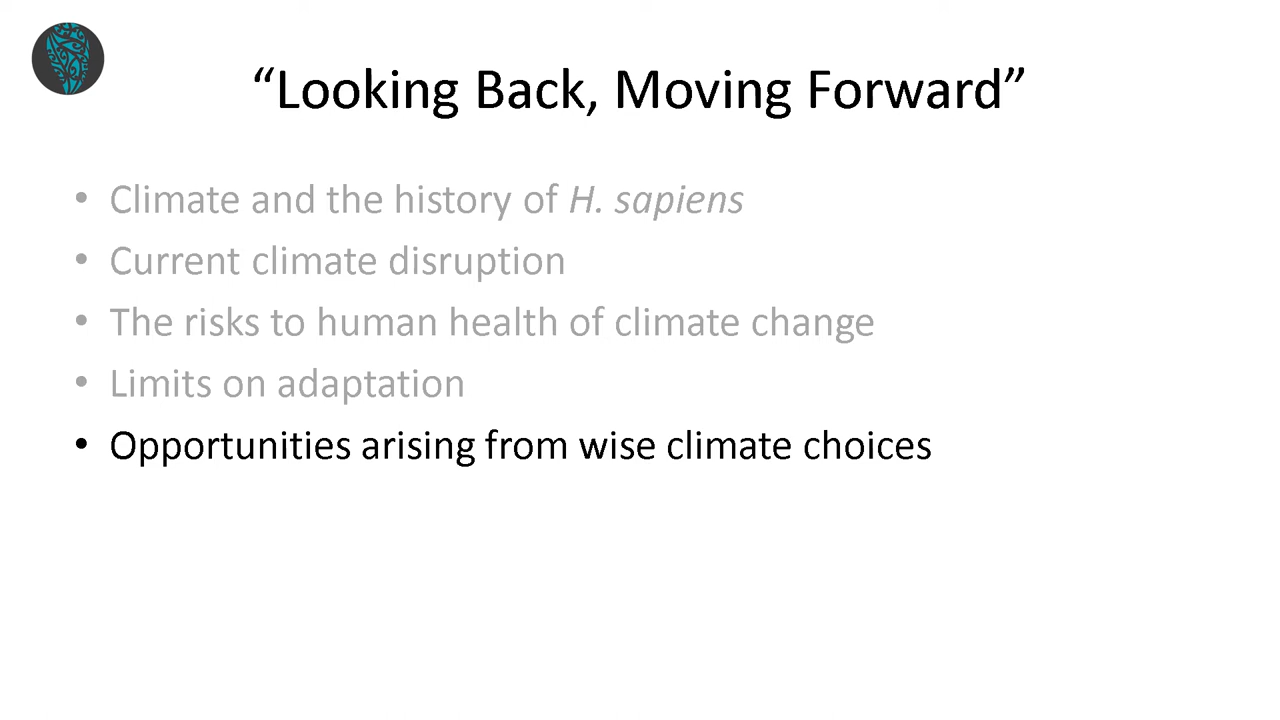 “Looking Back, Moving Forward”
• Climate and the history of H. sapiens
• Current climate disruption
• The risks to human health of climate change
• Limits on adaptation
• Opportunities arising from wise climate choices